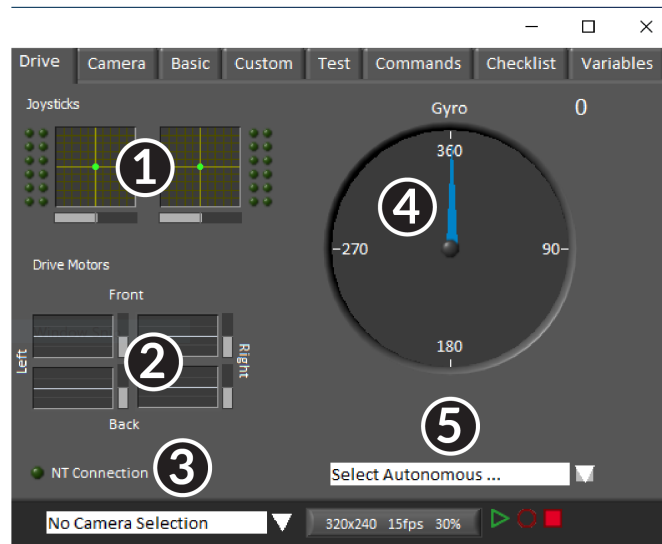 Drive Camera Basic Custom Test Commands Checklist Variables
Joysticks
Gyro 0
1
360
4
-270 90-
Drive Motors
Front
Left 2 Right
180
Back
5
NT Connection 3
Select Autonomous ...
No Camera Selection 320x240 15fps 30%